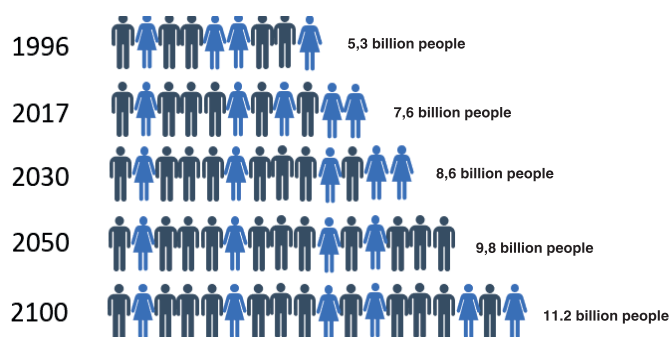 1996 5,3 billion people
2017 7,6 billion people
2030 8,6 billion people
2050 9,8 billion people
2100 11.2 billion people